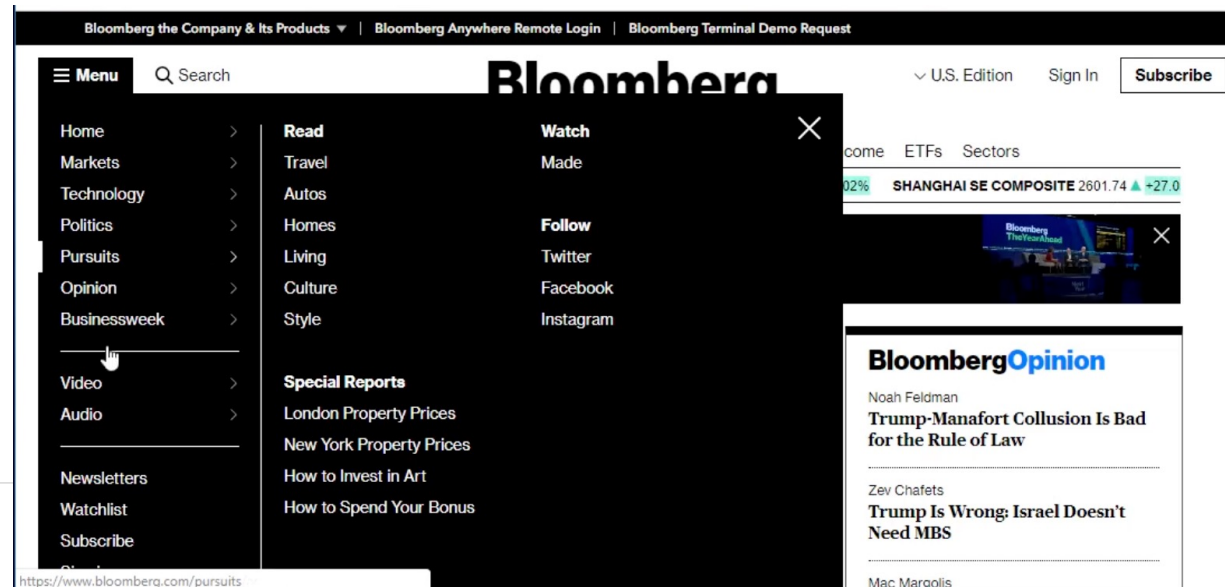 Bloomberg the Company & Its Products ▼ | Bloomberg Anywhere Remote Login | Bloomberg Terminal Demo Request
Menu
Search
Bloomberg
U.S. Edition
Sign In
Subscribe
ETFs Sectors
02% SHANGHAI SE COMPOSITE 2601.74 ▲ +27.0
Home
Markets
Technology
Politics
Pursuits
Opinion
Businessweek
Video
Audio
Newsletters
Watchlist
Subscribe
Read
Travel
Autos
Homes
Living
Culture
Style
Special Reports
London Property Prices
New York Property Prices
How to Invest in Art
How to Spend Your Bonus
Watch
Made
Follow
Twitter
Facebook
Instagram
Bloomberg
TheYearAhead
BloombergOpinion
Noah Feldman
Trump-Manafort Collusion Is Bad
for the Rule of Law
Zev Chafets
Trump Is Wrong: Israel Doesn't
Need MBS
Mac Margolis
https://www.bloomberg.com/pursuits